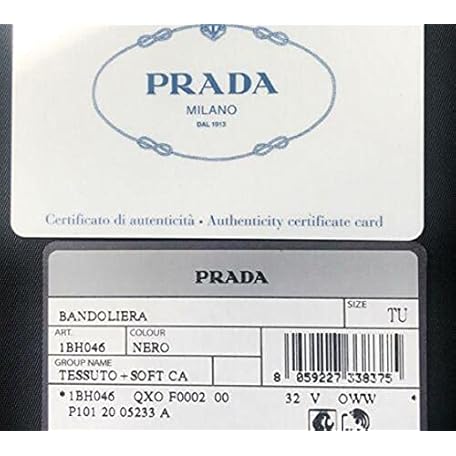 PRADA
MILANO
DAL 1913
Certificato di autenticità • Authenticity certificate card
PRADA
BANDOLIERA
SIZE
TU
ART.
COLOUR
1BH046
NERO
GROUP NAME
TESSUTO+SOFT CA
8 059227 338375
*1BH046 QXO F0002 00 32 V OWW *
P101 20 05233 A